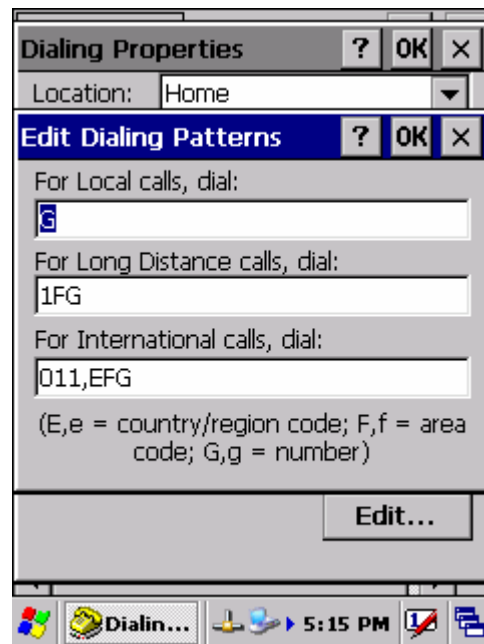 Dialing Properties ? OK ×
Location: Home
Edit Dialing Patterns ? OK ×
For Local calls, dial:
G
For Long Distance calls, dial:
1FG
For International calls, dial:
011,EFG
(E,e = country/region code; F,f = area
code; G,g = number)
Edit...
Dialin... 5:15 PM